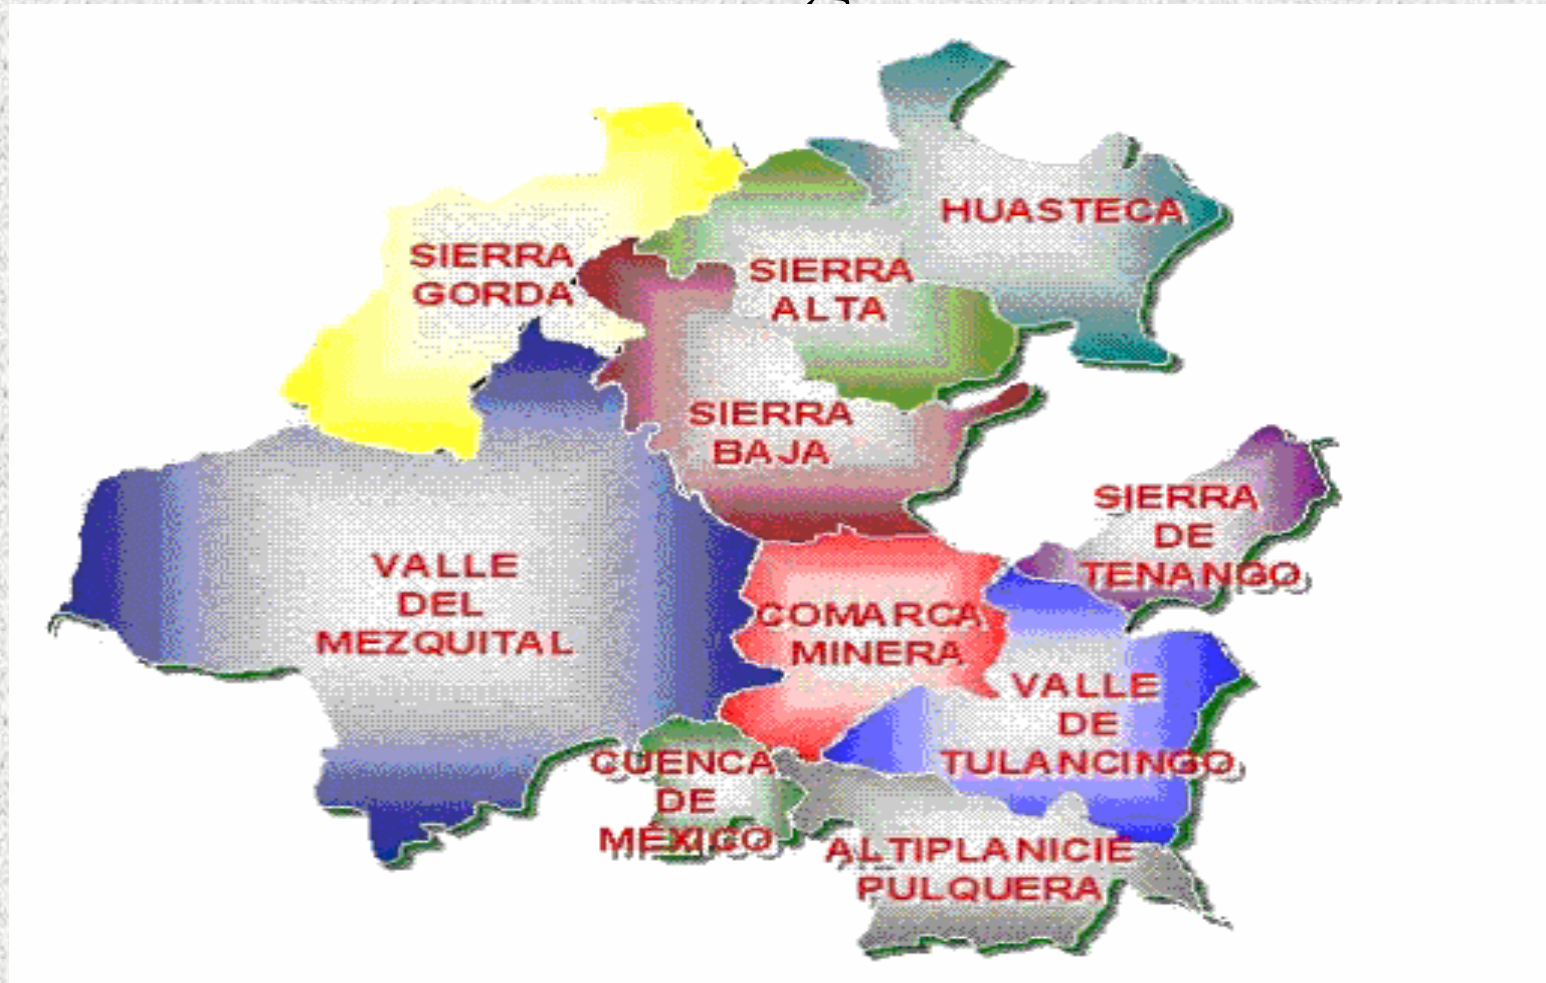 HUASTECA
SIERRA
GORDA
SIERRA
ALTA
SIERRA
BAJA
SIERRA
DE
TENANGO
VALLE
DEL
MEZQUITAL
COMARCA
MINERA
VALLE
DE
TULANCINGO
CUENCA
DE
MÉXICO
ALTIPLANICIE
PULQUERA